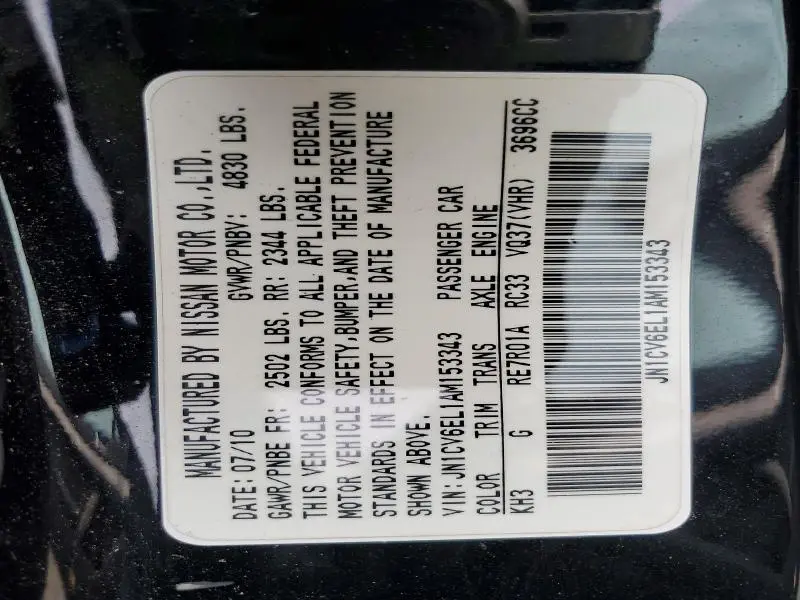 MANUFACTURED BY NISSAN MOTOR CO.,LTD.
DATE: 07/10 GVWR/PNBV: 4830 LBS.
GAWR/PNBE FR: 2502 LBS. RR: 2344 LBS.
THIS VEHICLE CONFORMS TO ALL APPLICABLE FEDERAL
MOTOR VEHICLE SAFETY,BUMPER,AND THEFT PREVENTION
STANDARDS IN EFFECT ON THE DATE OF MANUFACTURE
SHOWN ABOVE.
VIN:JN1CV6EL1AM153343 PASSENGER CAR
COLOR TRIM TRANS AXLE ENGINE
KH3 G RE7R01A RC33 VQ37(VHR) 3696CC
JN1CV6EL1AM153343